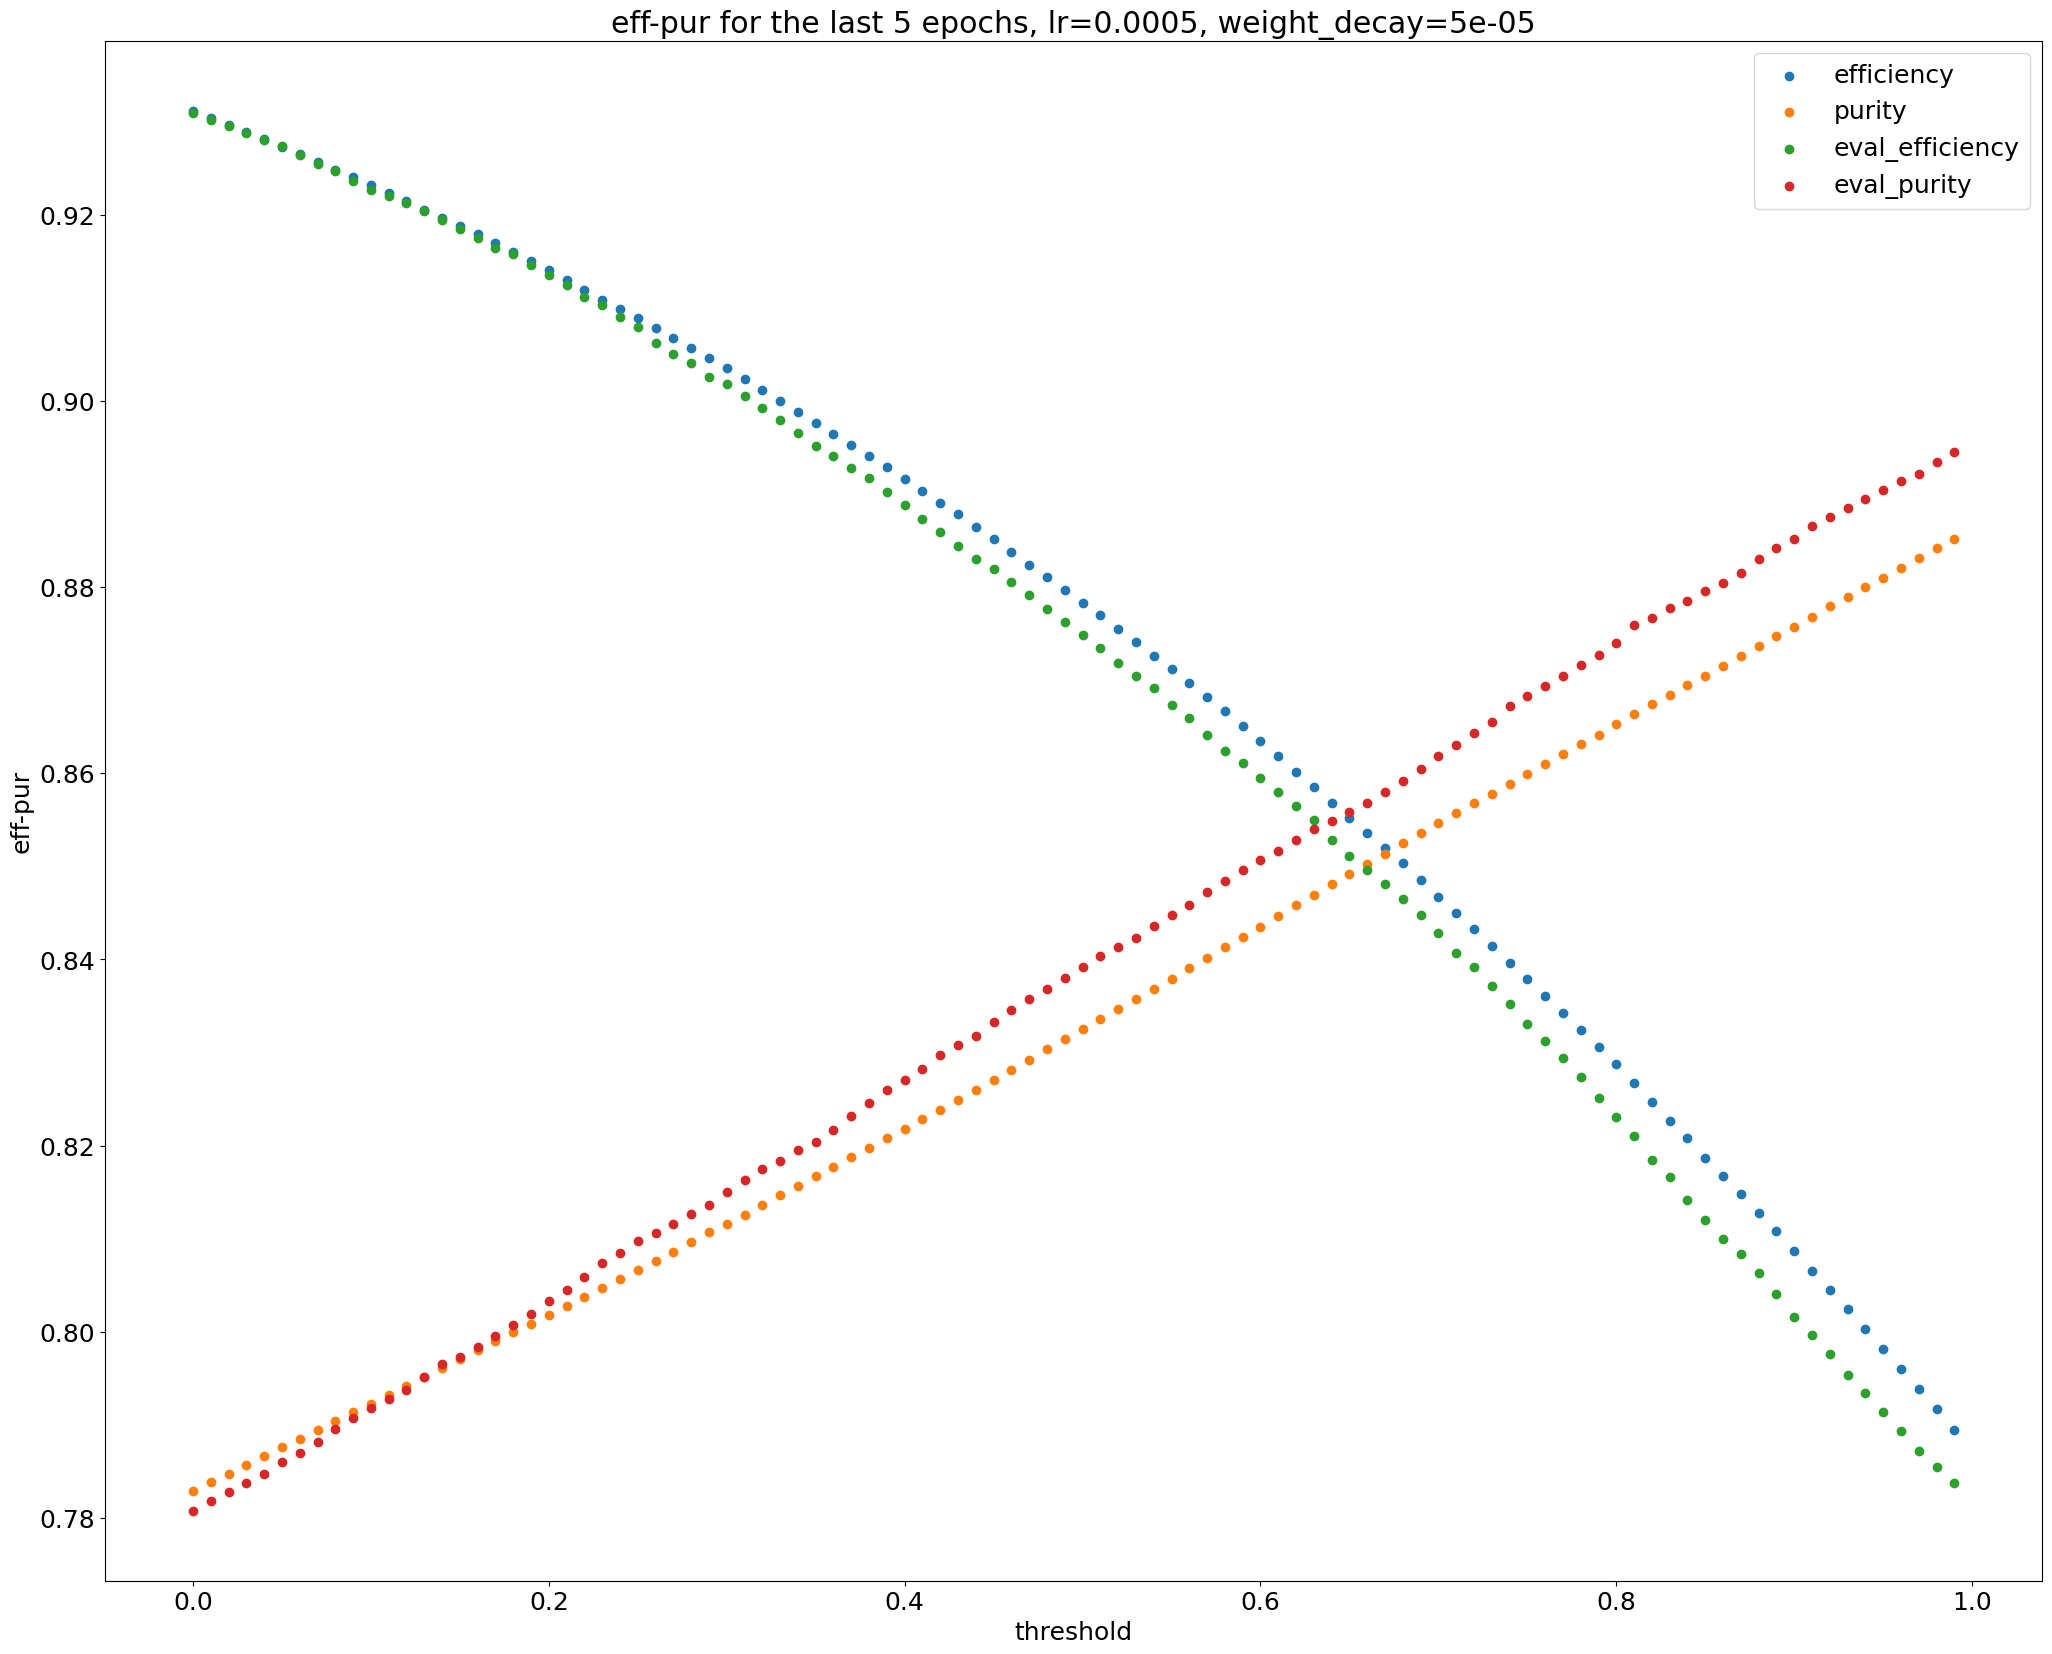 eff-pur for the last 5 epochs, lr=0.0005, weight_decay=5e-05
efficiency
purity
eval_efficiency
eval_purity
0.92
0.90
0.88
0.86
0.84
0.82
0.80
0.78
eff-pur
0.0
0.2
0.4
0.6
0.8
1.0
threshold